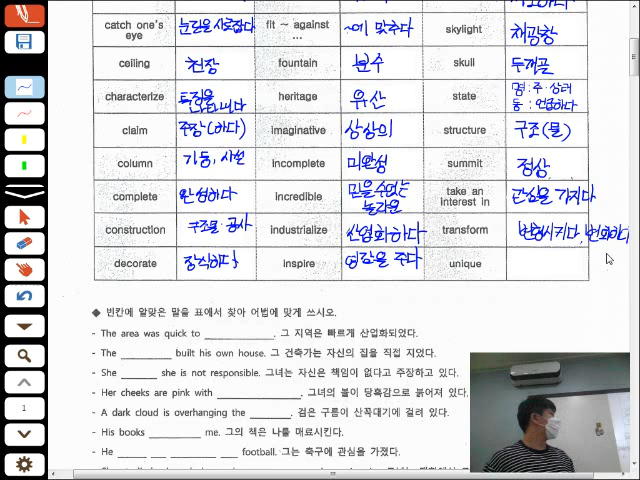 catch one's eye 눈길을 사로잡다 fit ~ against ... ~에 맞추다 skylight 채광창
ceiling 천장 fountain 분수 skull 두개골
characterize 특징을 나타내다 heritage 유산 state 명 : 주, 상태 동 : 언급하다
claim 주장(하다) imaginative 상상의 structure 구조(물)
column 기둥, 사설 incomplete 미완성 summit 정상
complete 완성하다 incredible 믿을수없는 놀라운 take an interest in 관심을 가지다
construction 구조물 공사 industrialize 산업화하다 transform 변형시키다, 변화하다
decorate 장식하다 inspire 영감을 주다 unique
◆ 빈칸에 알맞은 말을 표에서 찾아 어법에 맞게 쓰시오.
- The area was quick to ____________. 그 지역은 빠르게 산업화되었다.
- The _________ built his own house. 그 건축가는 자신의 집을 직접 지었다.
- She _______ she is not responsible. 그녀는 자신은 책임이 없다고 주장하고 있다.
- Her cheeks are pink with ______________. 그녀의 볼이 당혹감으로 붉어져 있다.
- A dark cloud is overhanging the ________. 검은 구름이 산꼭대기에 걸려 있다.
- His books __________ me. 그의 책은 나를 매료시킨다.
- He _____ ____ _________ ____ football. 그는 축구에 관심을 가졌다.
1